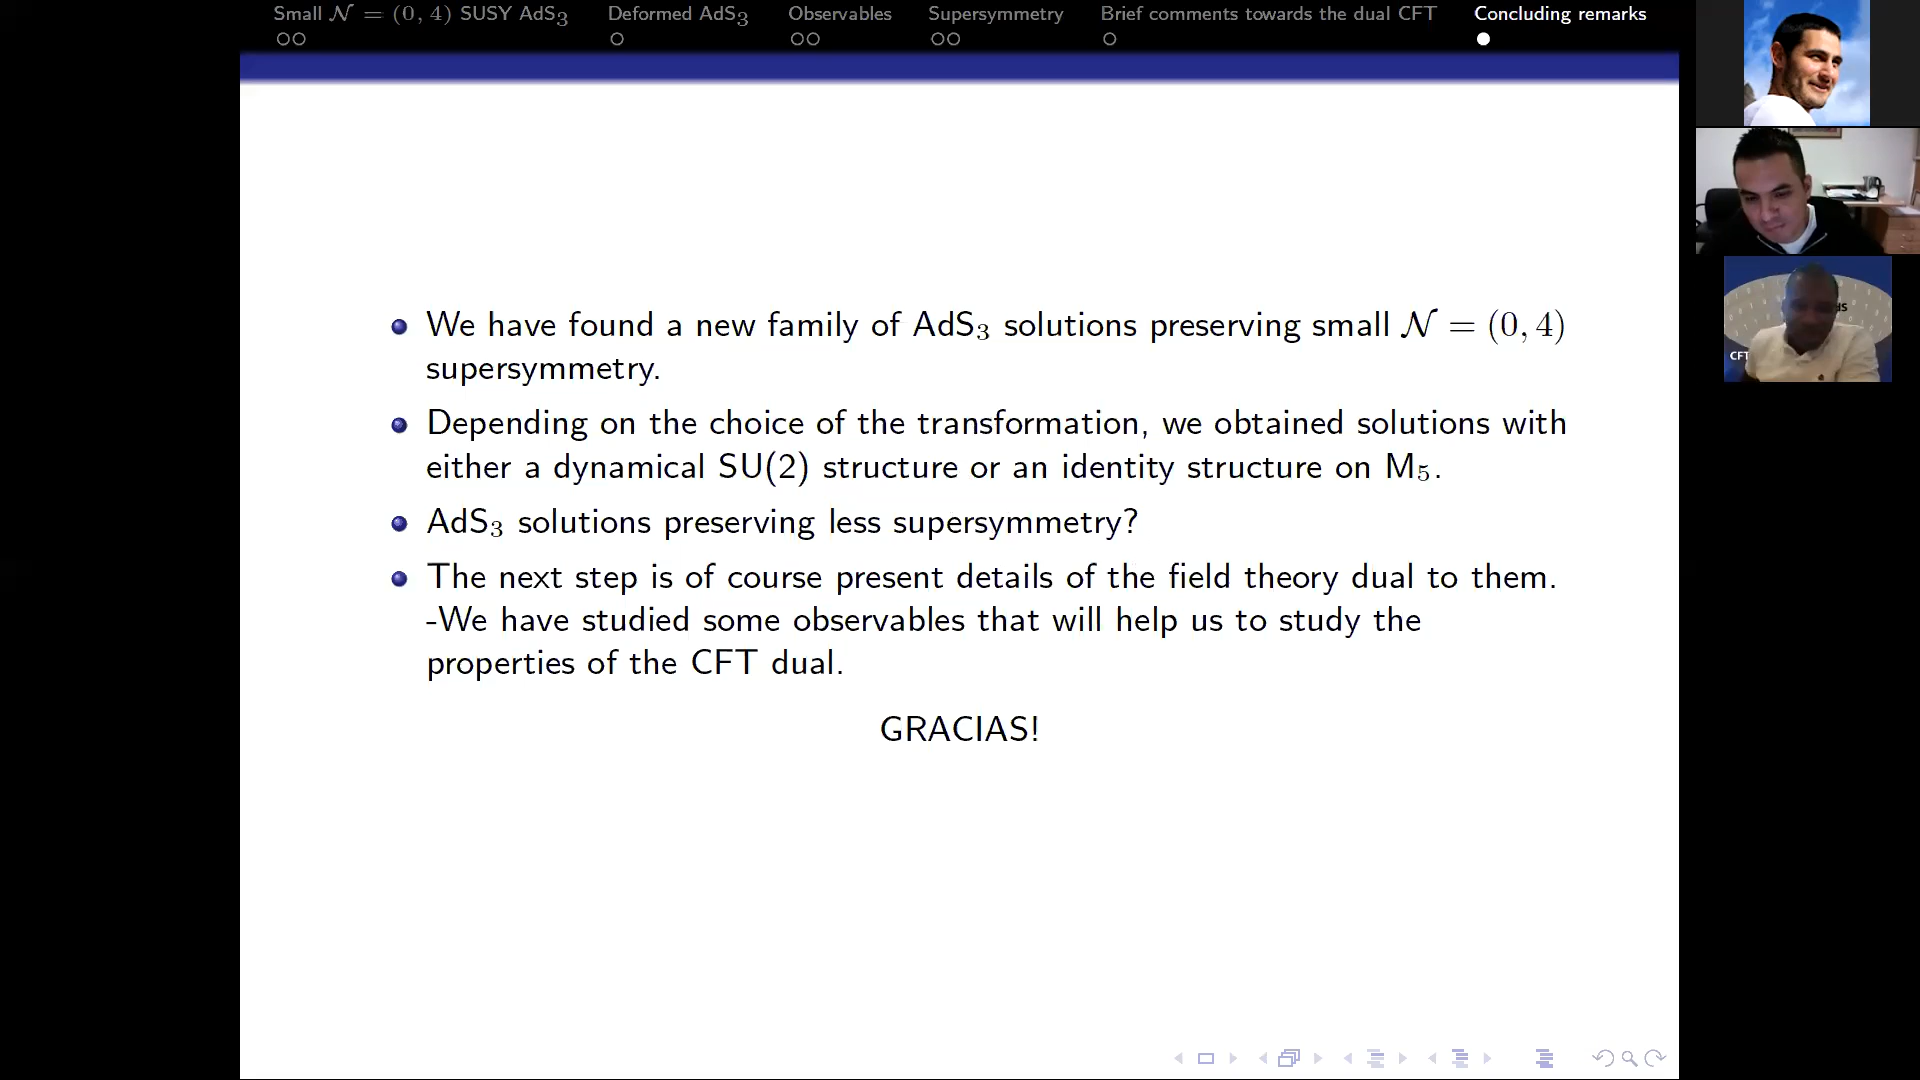 Small 𝒩 = (0, 4) SUSY AdS₃ Deformed AdS₃ Observables Supersymmetry Brief comments towards the dual CFT Concluding remarks
We have found a new family of AdS₃ solutions preserving small 𝒩 = (0, 4)
supersymmetry.
Depending on the choice of the transformation, we obtained solutions with
either a dynamical SU(2) structure or an identity structure on M₅.
AdS₃ solutions preserving less supersymmetry?
The next step is of course present details of the field theory dual to them.
-We have studied some observables that will help us to study the
properties of the CFT dual.
GRACIAS!
CFT